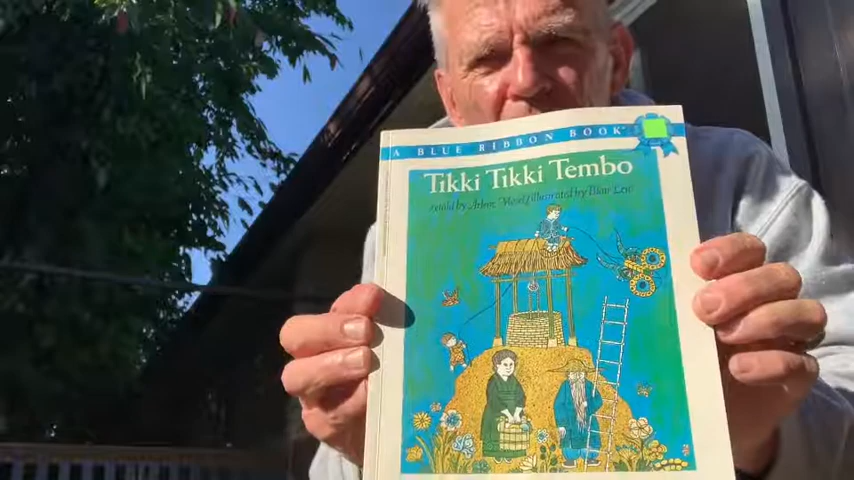 A BLUE RIBBON BOOK
Tikki Tikki Tembo
retold by Arlene Mosel illustrated by Blair Lent